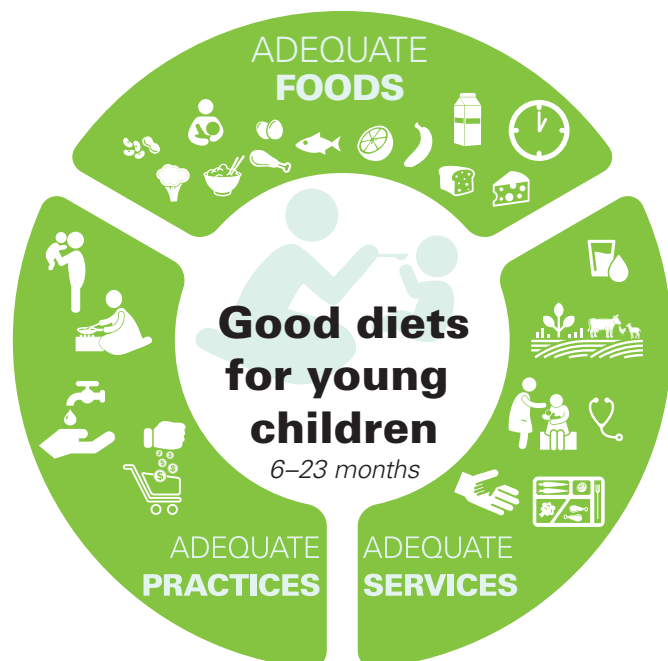 ADEQUATE
FOODS
Good diets
for young
children
6–23 months
ADEQUATE
PRACTICES
ADEQUATE
SERVICES